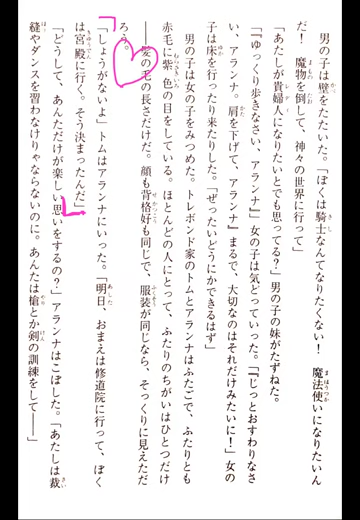 男の子は壁をたたいた。「ぼくは騎士なんてなりたくない！　魔法使いになりたいん
だ！　魔物を倒して、神々の世界に行って」
「あたしが貴婦人になりたいとでも思ってる？」男の子の妹がたずねた。
「『ゆっくり歩きなさい、アランナ』」女の子は気どっていった。「『じっとおすわりなさ
い、アランナ。肩を下げて、アランナ』まるで、大切なのはそれだけみたいに！」女の
子は床を行ったり来たりした。「ぜったいどうにかできるはず」
男の子は女の子をみつめた。トレボンド家のトムとアランナはふたごで、ふたりとも
赤毛に紫色の目をしている。ほとんどの人にとって、ふたりのちがいはひとつだけ
――髪の毛の長さだけだ。顔も背格好も同じで、服装が同じなら、そっくりに見えただ
ろう。
「しょうがないよ」トムはアランナにいった。「明日、おまえは修道院に行って、ぼく
は宮殿に行く。そう決まったんだ」
「どうして、あんただけが楽しい思いをするの？」アランナはこぼした。「あたしは裁
縫やダンスを習わなけりゃならないのに。あんたは槍とか剣の訓練をして――」